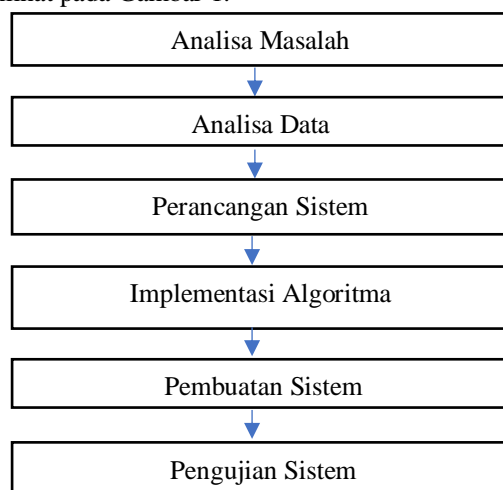 pada Gambar 1.
Analisa Masalah
Analisa Data
Perancangan Sistem
Implementasi Algoritma
Pembuatan Sistem
Pengujian Sistem